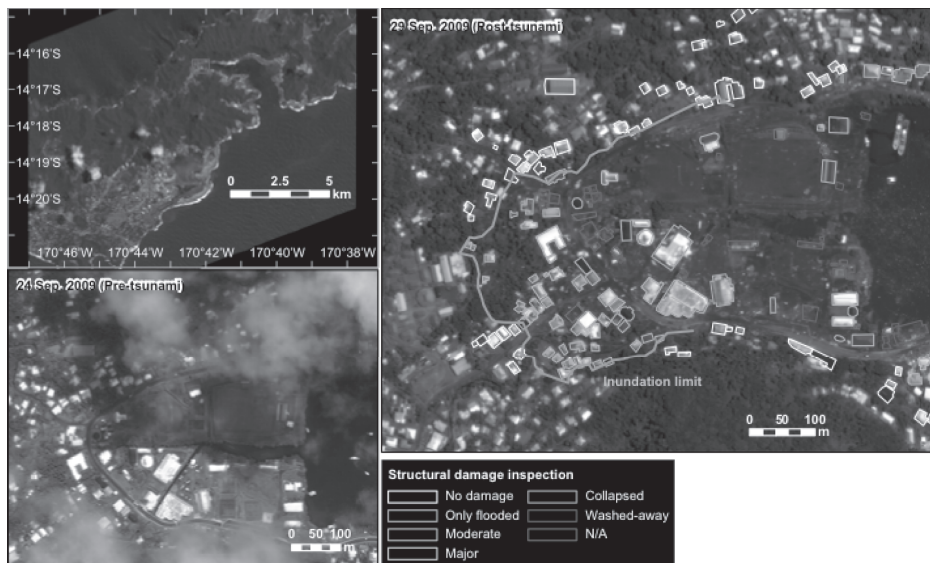 14°16'S
14°17'S
14°18'S
14°19'S
14°20'S
0 2.5 5
km
170°46'W 170°44'W 170°42'W 170°40'W 170°38'W
24 Sep. 2009 (Pre-tsunami)
0 50 100
m
29 Sep. 2009 (Post-tsunami)
Inundation limit
0 50 100
m
Structural damage inspection
No damage
Only flooded
Moderate
Major
Collapsed
Washed-away
N/A